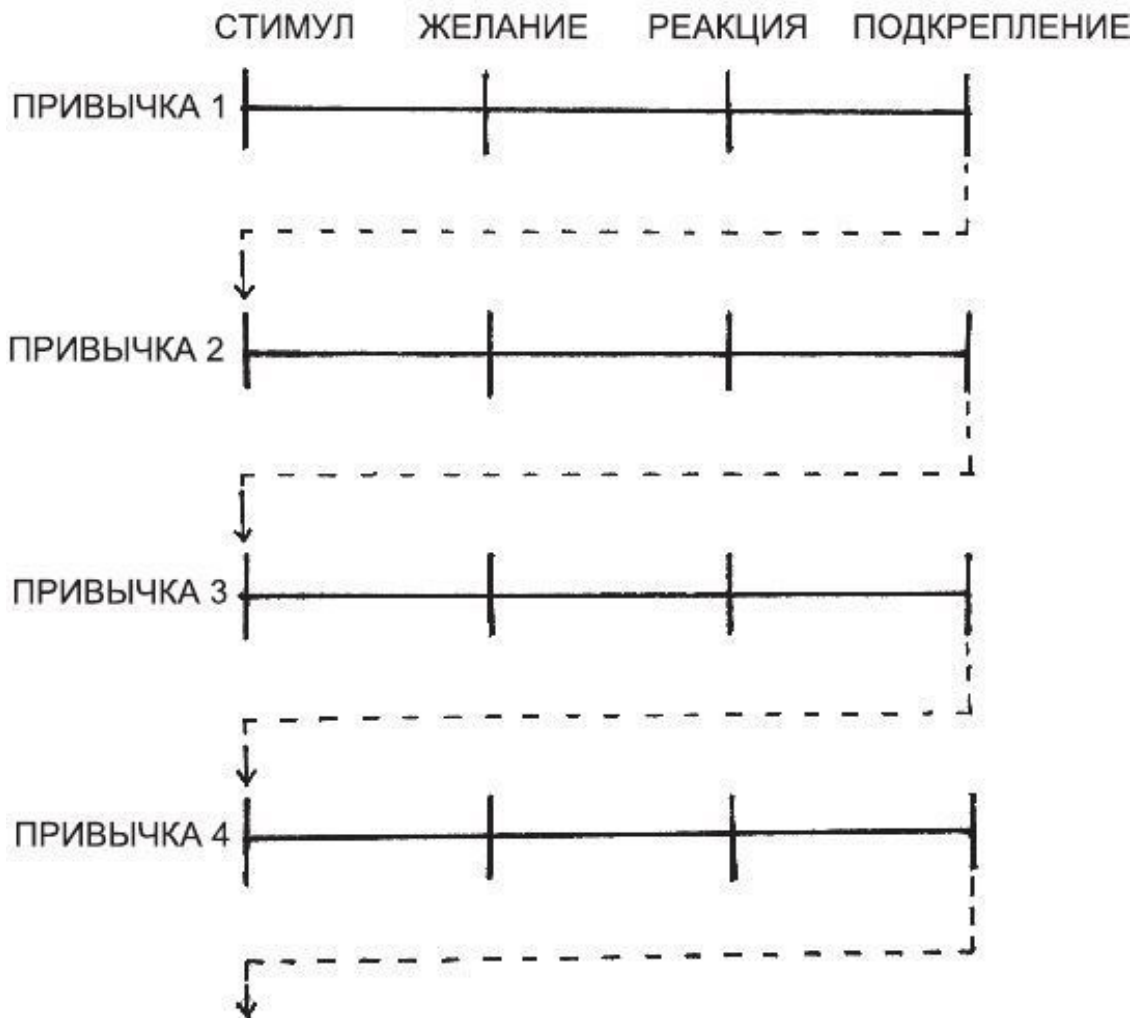 СТИМУЛ ЖЕЛАНИЕ РЕАКЦИЯ ПОДКРЕПЛЕНИЕ
ПРИВЫЧКА 1
ПРИВЫЧКА 2
ПРИВЫЧКА 3
ПРИВЫЧКА 4